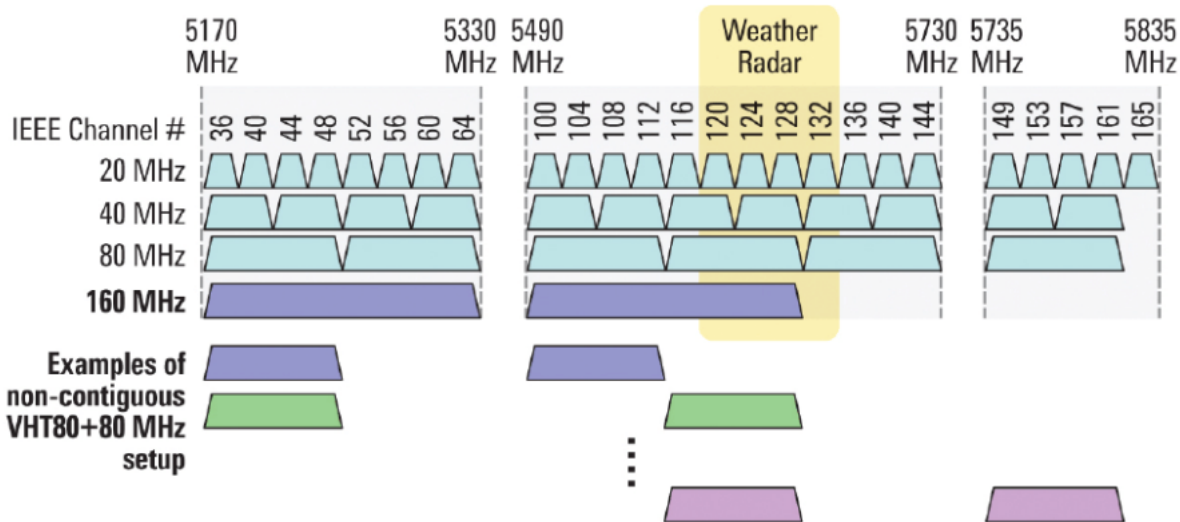 5170 MHz
5330 MHz
5490 MHz
Weather Radar
5730 MHz
5735 MHz
5835 MHz
IEEE Channel # 36 40 44 48 52 56 60 64 100 104 108 112 116 120 124 128 132 136 140 144 149 153 157 161 165
20 MHz
40 MHz
80 MHz
160 MHz
Examples of
non-contiguous
VHT80+80 MHz
setup